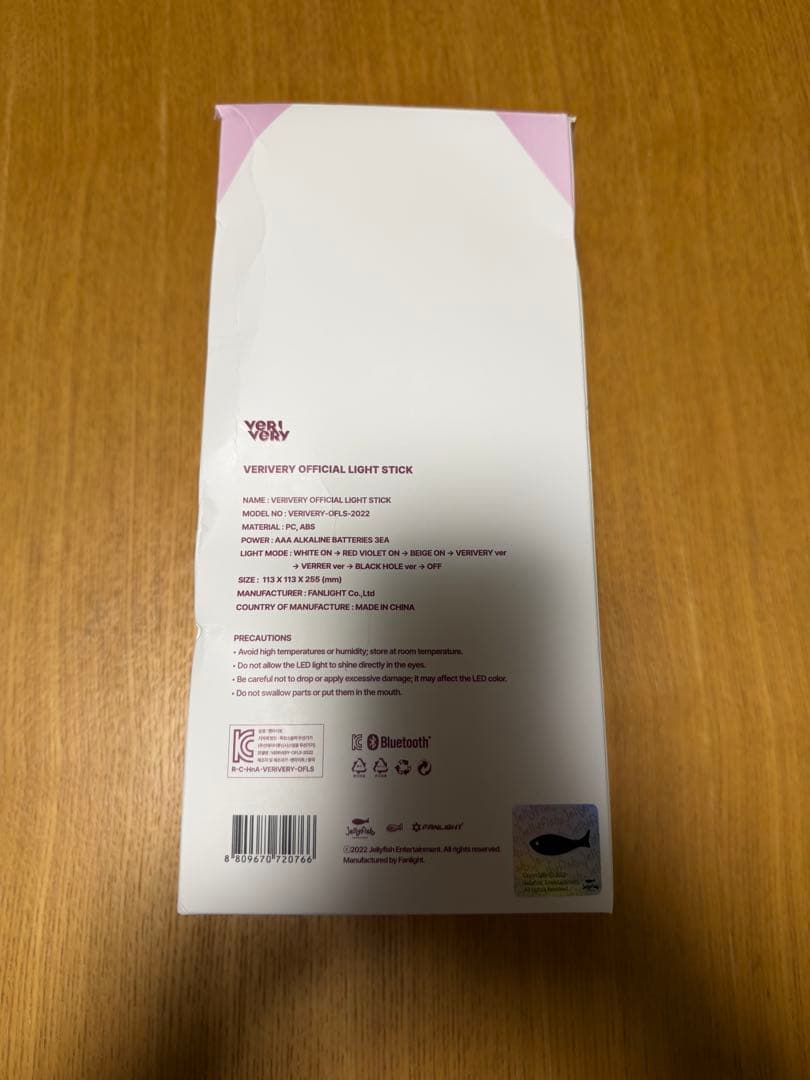 VERI
VERY
VERIVERY OFFICIAL LIGHT STICK
NAME : VERIVERY OFFICIAL LIGHT STICK
MODEL NO : VERIVERY-OFLS-2022
MATERIAL : PC, ABS
POWER : AAA ALKALINE BATTERIES 3EA
LIGHT MODE : WHITE ON → RED VIOLET ON → BEIGE ON → VERIVERY ver
→ VERRER ver → BLACK HOLE ver → OFF
SIZE : 113 X 113 X 255 (mm)
MANUFACTURER : FANLIGHT Co.,Ltd
COUNTRY OF MANUFACTURE : MADE IN CHINA
PRECAUTIONS
• Avoid high temperatures or humidity; store at room temperature.
• Do not allow the LED light to shine directly in the eyes.
• Be careful not to drop or apply excessive damage; it may affect the LED color.
• Do not swallow parts or put them in the mouth.
R-C-HnA-VERIVERY-OFLS
Bluetooth
Jellyfish FANLIGHT
ⓒ2022 Jellyfish Entertainment. All rights reserved.
Manufactured by Fanlight.
8 809670 720766